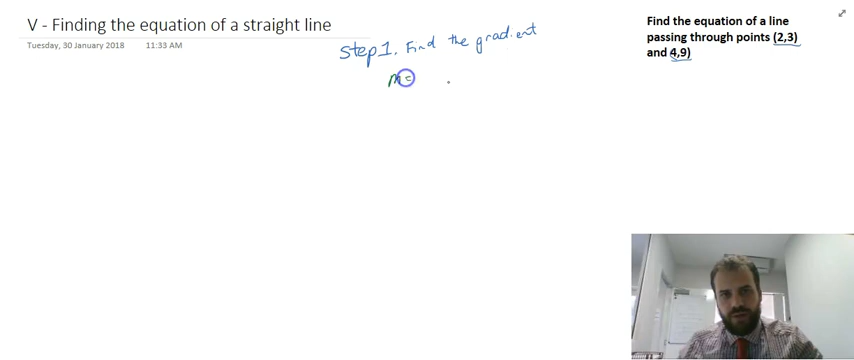 V - Finding the equation of a straight line
Tuesday, 30 January 2018 11:33 AM
Step 1. Find the gradient
m=
Find the equation of a line
passing through points (2,3)
and 4,9)